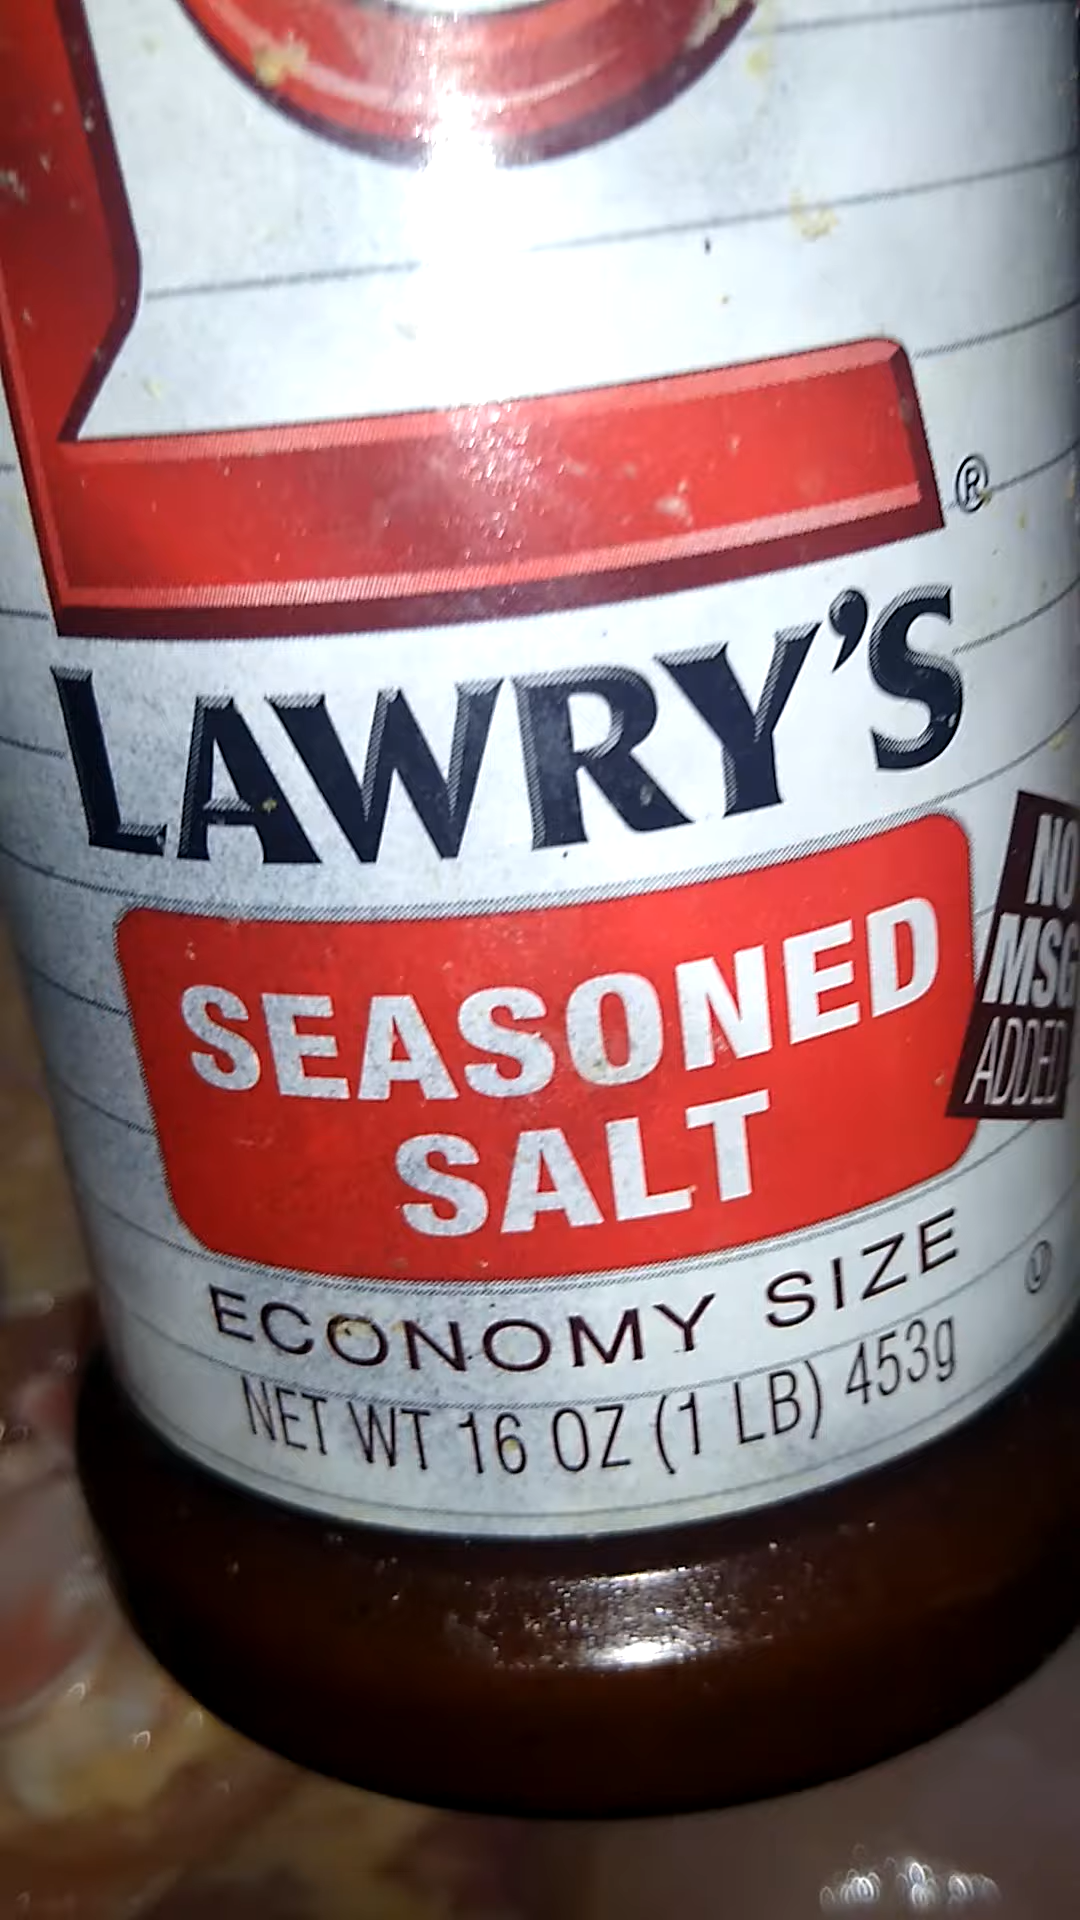 ®
LAWRY'S
SEASONED
SALT
NO
MSG
ADDED
ECONOMY SIZE
U
NET WT 16 OZ (1 LB) 453g